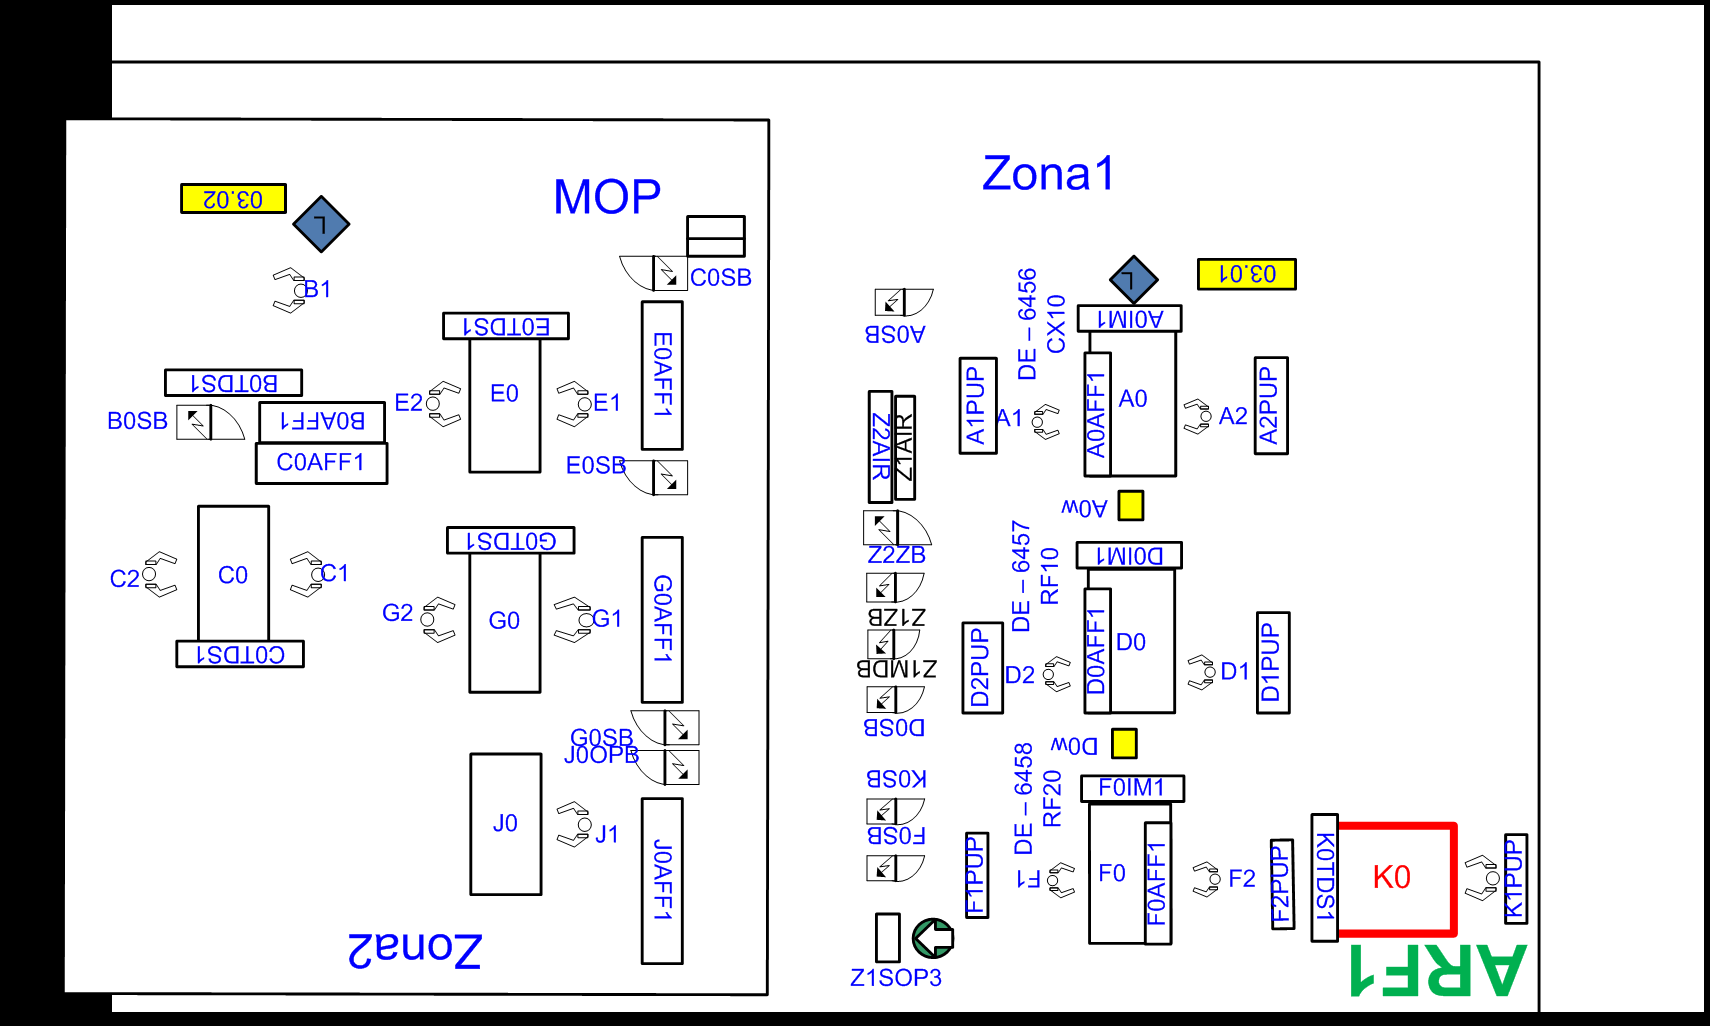 Zona1
MOP
03.02
L
B1
C0SB
E0TDS1
B0TDS1
B0SB
B0AFF1
C0AFF1
E2
E0
E1
E0AFF1
E0SB
C2
C0
C1
C0TDS1
G0TDS1
G2
G0
G1
G0AFF1
G0SB
J0OPB
J0
J1
J0AFF1
Zona2
A0SB
DE – 6456
CX10
L
03.01
A0IM1
A1PUP
A1
A0AFF1
A0
A2
A2PUP
Z2AIR
Z1AIR
A0w
Z2ZB
Z1ZB
Z1MDB
D0SB
DE – 6457
RF10
D0IM1
D2PUP
D2
D0AFF1
D0
D1
D1PUP
D0w
K0SB
F0SB
DE – 6458
RF20
F0IM1
F1PUP
F1
F0
F0AFF1
F2
F2PUP
K0TDS1
K0
K1PUP
Z1SOP3
ARF1